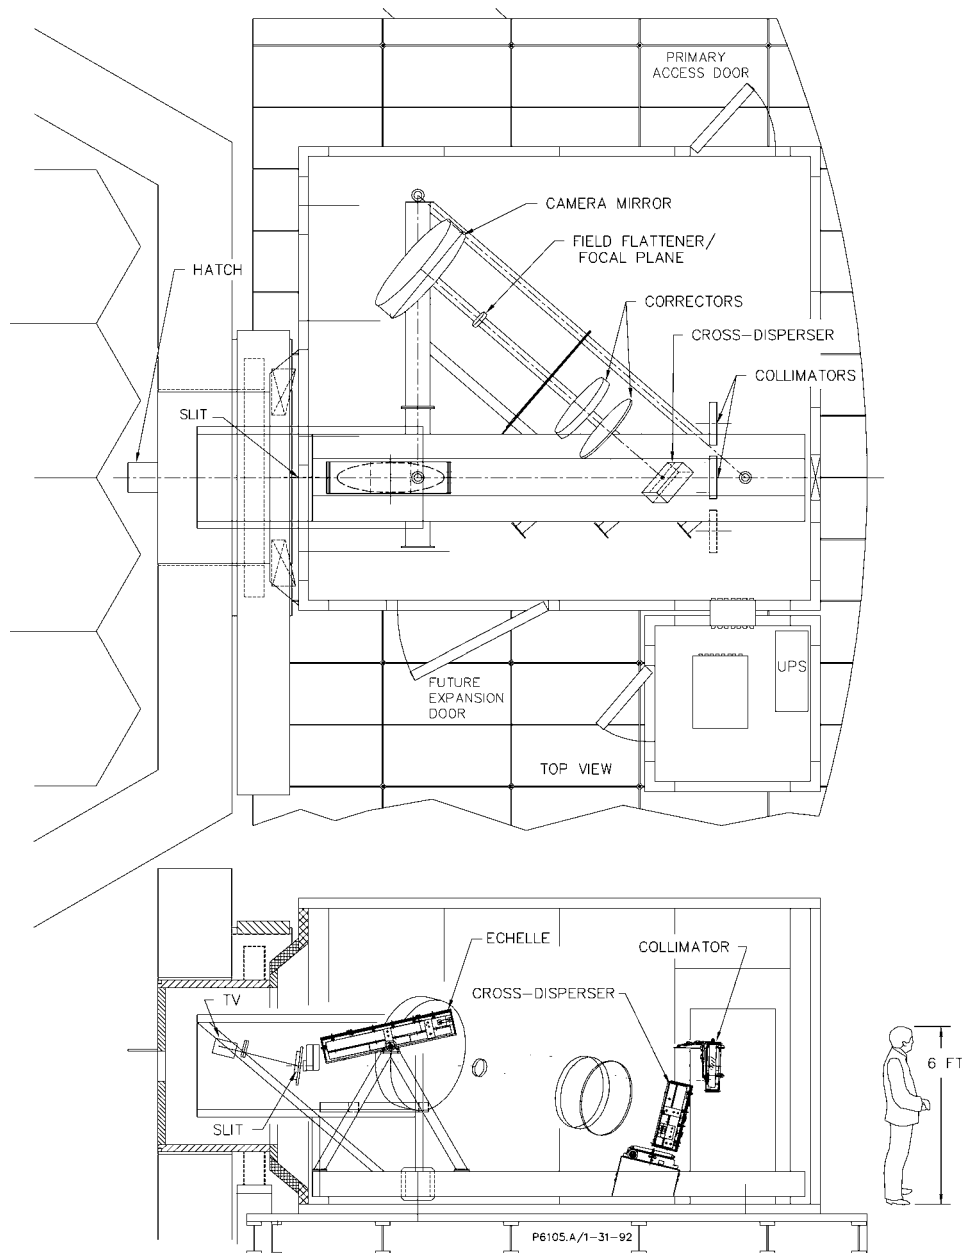 PRIMARY
ACCESS DOOR
CAMERA MIRROR
FIELD FLATTENER/
FOCAL PLANE
HATCH
CORRECTORS
CROSS-DISPERSER
COLLIMATORS
SLIT
UPS
FUTURE
EXPANSION
DOOR
TOP VIEW
ECHELLE
COLLIMATOR
CROSS-DISPERSER
TV
SLIT
6 FT
P6105.A/1-31-92